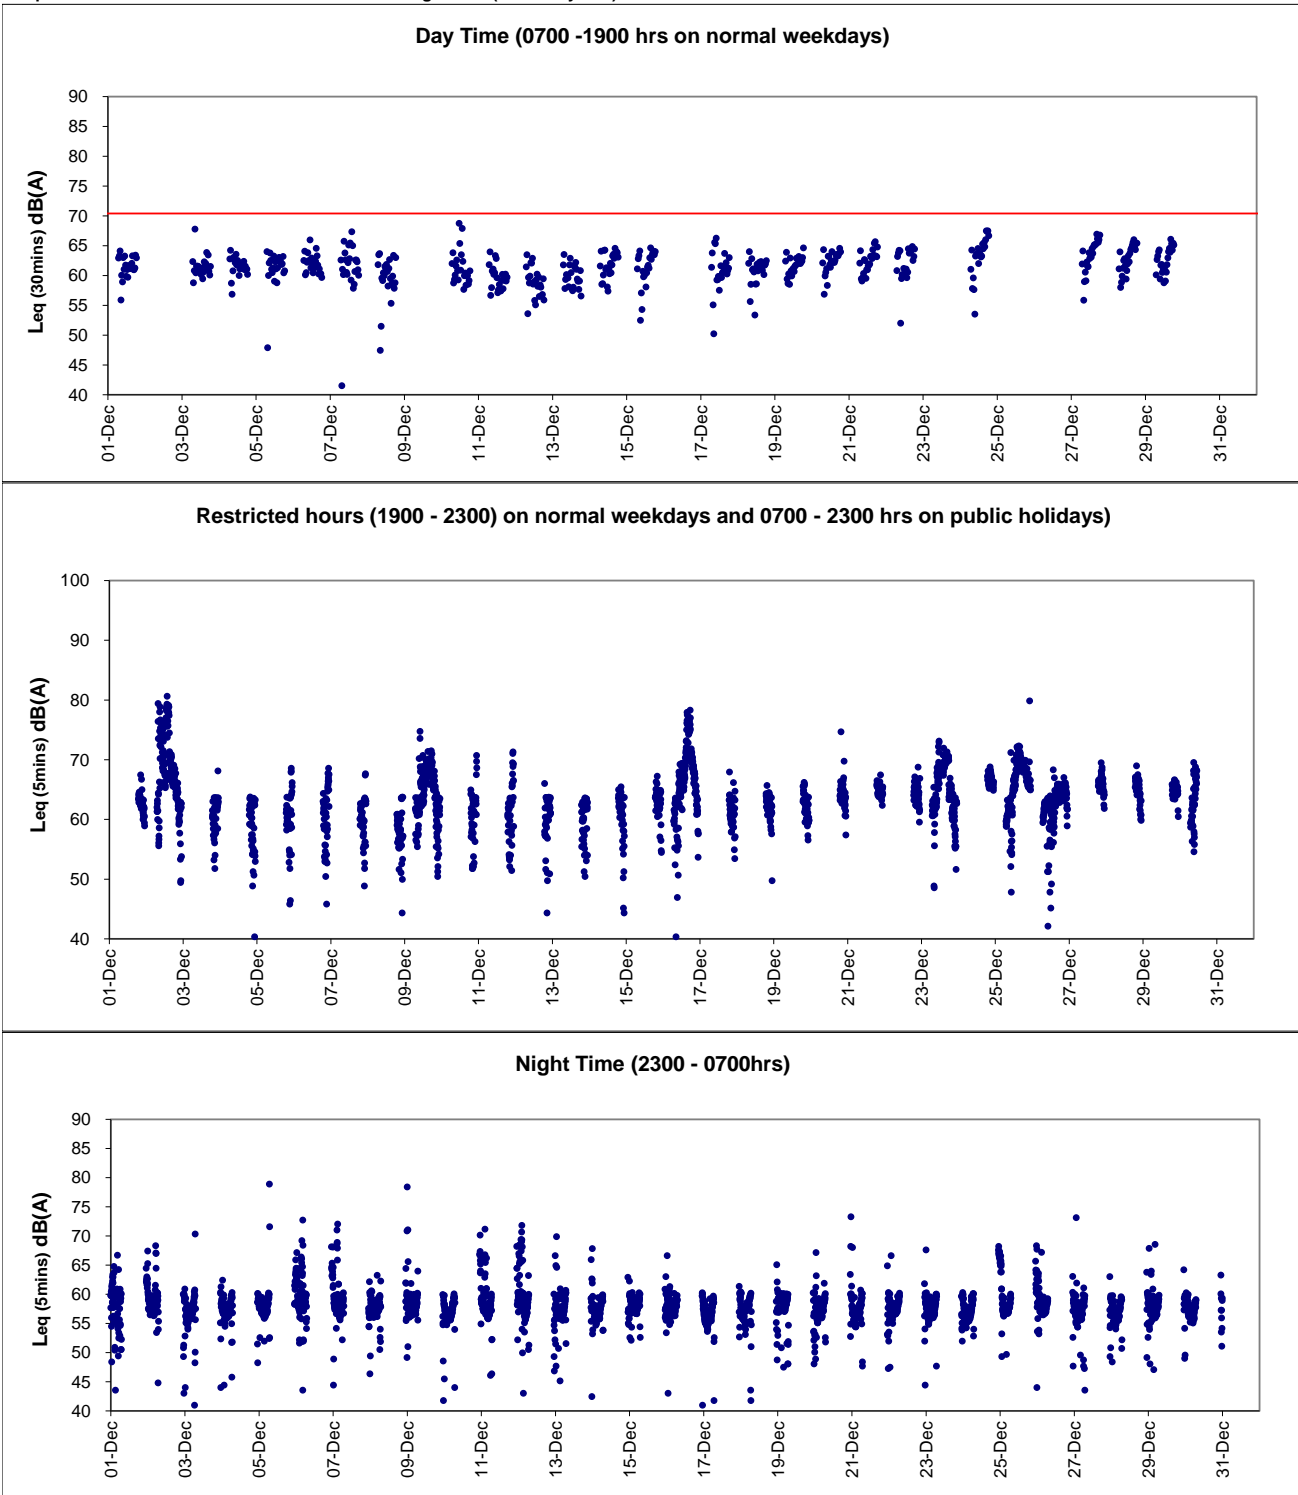 Day Time (0700 -1900 hrs on normal weekdays)
Leq (30mins) dB(A)
90
85
80
75
70
65
60
55
50
45
40
01-Dec
03-Dec
05-Dec
07-Dec
09-Dec
11-Dec
13-Dec
15-Dec
17-Dec
19-Dec
21-Dec
23-Dec
25-Dec
27-Dec
29-Dec
31-Dec
Restricted hours (1900 - 2300) on normal weekdays and 0700 - 2300 hrs on public holidays)
Leq (5mins) dB(A)
100
90
80
70
60
50
40
01-Dec
03-Dec
05-Dec
07-Dec
09-Dec
11-Dec
13-Dec
15-Dec
17-Dec
19-Dec
21-Dec
23-Dec
25-Dec
27-Dec
29-Dec
31-Dec
Night Time (2300 - 0700hrs)
Leq (5mins) dB(A)
90
85
80
75
70
65
60
55
50
45
40
01-Dec
03-Dec
05-Dec
07-Dec
09-Dec
11-Dec
13-Dec
15-Dec
17-Dec
19-Dec
21-Dec
23-Dec
25-Dec
27-Dec
29-Dec
31-Dec